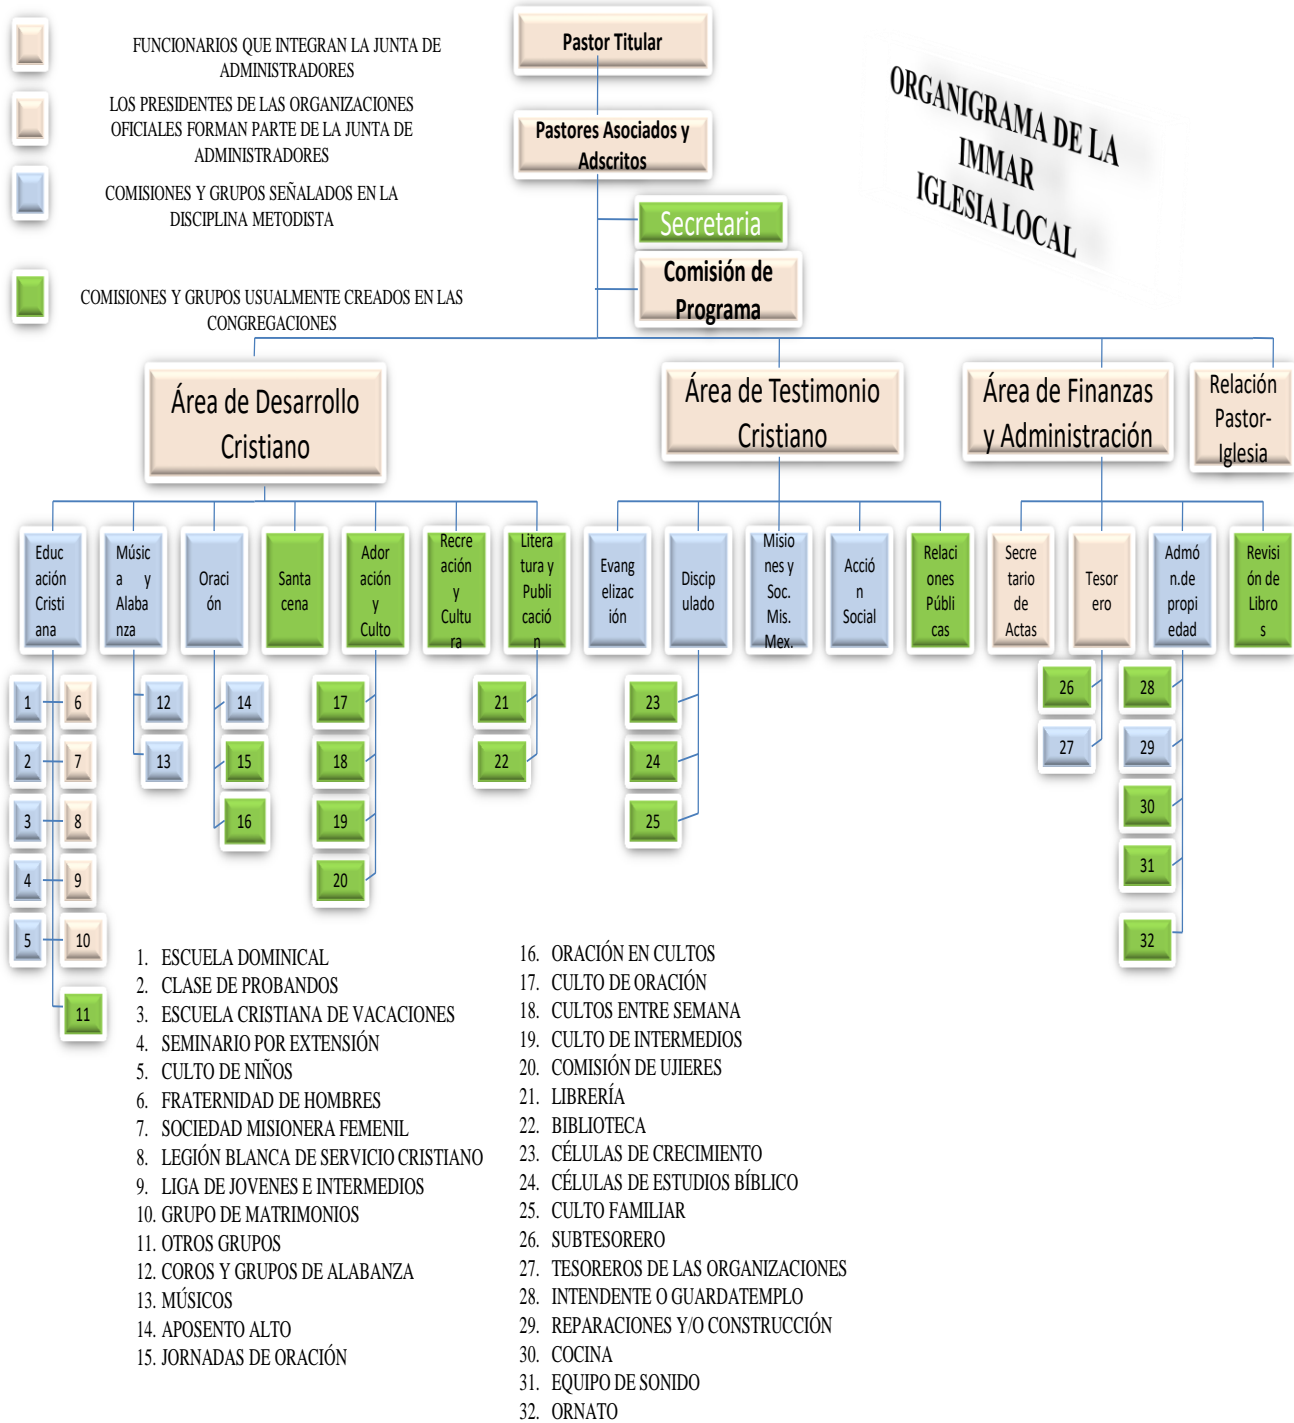 FUNCIONARIOS QUE INTEGRAN LA JUNTA DE
ADMINISTRADORES
LOS PRESIDENTES DE LAS ORGANIZACIONES
OFICIALES FORMAN PARTE DE LA JUNTA DE
ADMINISTRADORES
COMISIONES Y GRUPOS SEÑALADOS EN LA
DISCIPLINA METODISTA
COMISIONES Y GRUPOS USUALMENTE CREADOS EN LAS
CONGREGACIONES
Pastor Titular
Pastores Asociados y
Adscritos
Secretaria
Comisión de
Programa
ORGANIGRAMA DE LA
IMMAR
IGLESIA LOCAL
Área de Desarrollo
Cristiano
Área de Testimonio
Cristiano
Área de Finanzas
y Administración
Relación
Pastor-
Iglesia
Educ
ación
Cristi
ana
Músic
a y
Alaba
nza
Oraci
ón
Santa
cena
Ador
ación
y
Culto
Recre
ación
y
Cultu
ra
Litera
tura y
Publi
cació
n
Evang
elizac
ión
Discip
ulado
Misio
nes y
Soc.
Mis.
Mex.
Acció
n
Social
Relaci
ones
Públi
cas
Secre
tario
de
Actas
Tesor
ero
Admó
n.de
propi
edad
Revisi
ón de
Libro
s
1
6
2
7
3
8
4
9
5
10
11
12
13
14
15
16
17
18
19
20
21
22
23
24
25
26
27
28
29
30
31
32
1. ESCUELA DOMINICAL
2. CLASE DE PROBANDOS
3. ESCUELA CRISTIANA DE VACACIONES
4. SEMINARIO POR EXTENSIÓN
5. CULTO DE NIÑOS
6. FRATERNIDAD DE HOMBRES
7. SOCIEDAD MISIONERA FEMENIL
8. LEGIÓN BLANCA DE SERVICIO CRISTIANO
9. LIGA DE JOVENES E INTERMEDIOS
10. GRUPO DE MATRIMONIOS
11. OTROS GRUPOS
12. COROS Y GRUPOS DE ALABANZA
13. MÚSICOS
14. APOSENTO ALTO
15. JORNADAS DE ORACIÓN
16. ORACIÓN EN CULTOS
17. CULTO DE ORACIÓN
18. CULTOS ENTRE SEMANA
19. CULTO DE INTERMEDIOS
20. COMISIÓN DE UJIERES
21. LIBRERÍA
22. BIBLIOTECA
23. CÉLULAS DE CRECIMIENTO
24. CÉLULAS DE ESTUDIOS BÍBLICO
25. CULTO FAMILIAR
26. SUBTESORERO
27. TESOREROS DE LAS ORGANIZACIONES
28. INTENDENTE O GUARDATEMPLO
29. REPARACIONES Y/O CONSTRUCCIÓN
30. COCINA
31. EQUIPO DE SONIDO
32. ORNATO